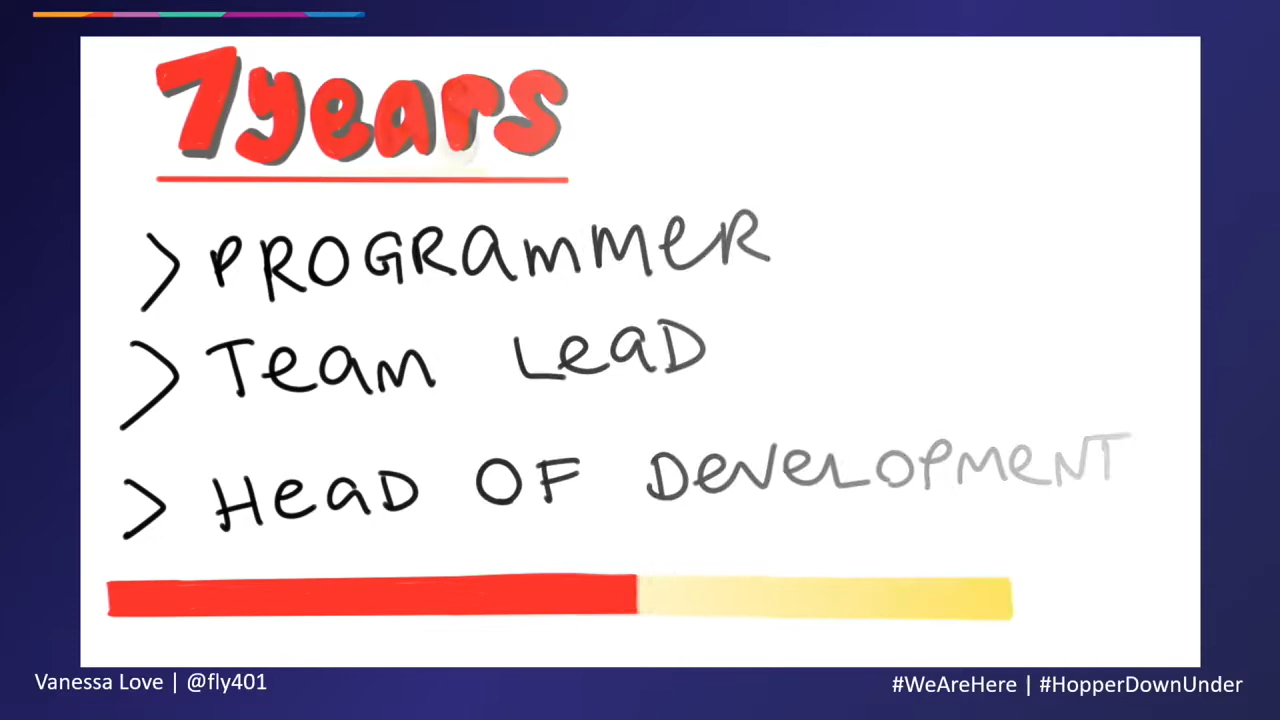 7years
> PROGRAMMER
> Team Lead
> Head OF Development
Vanessa Love | @fly401
#WeAreHere | #HopperDownUnder